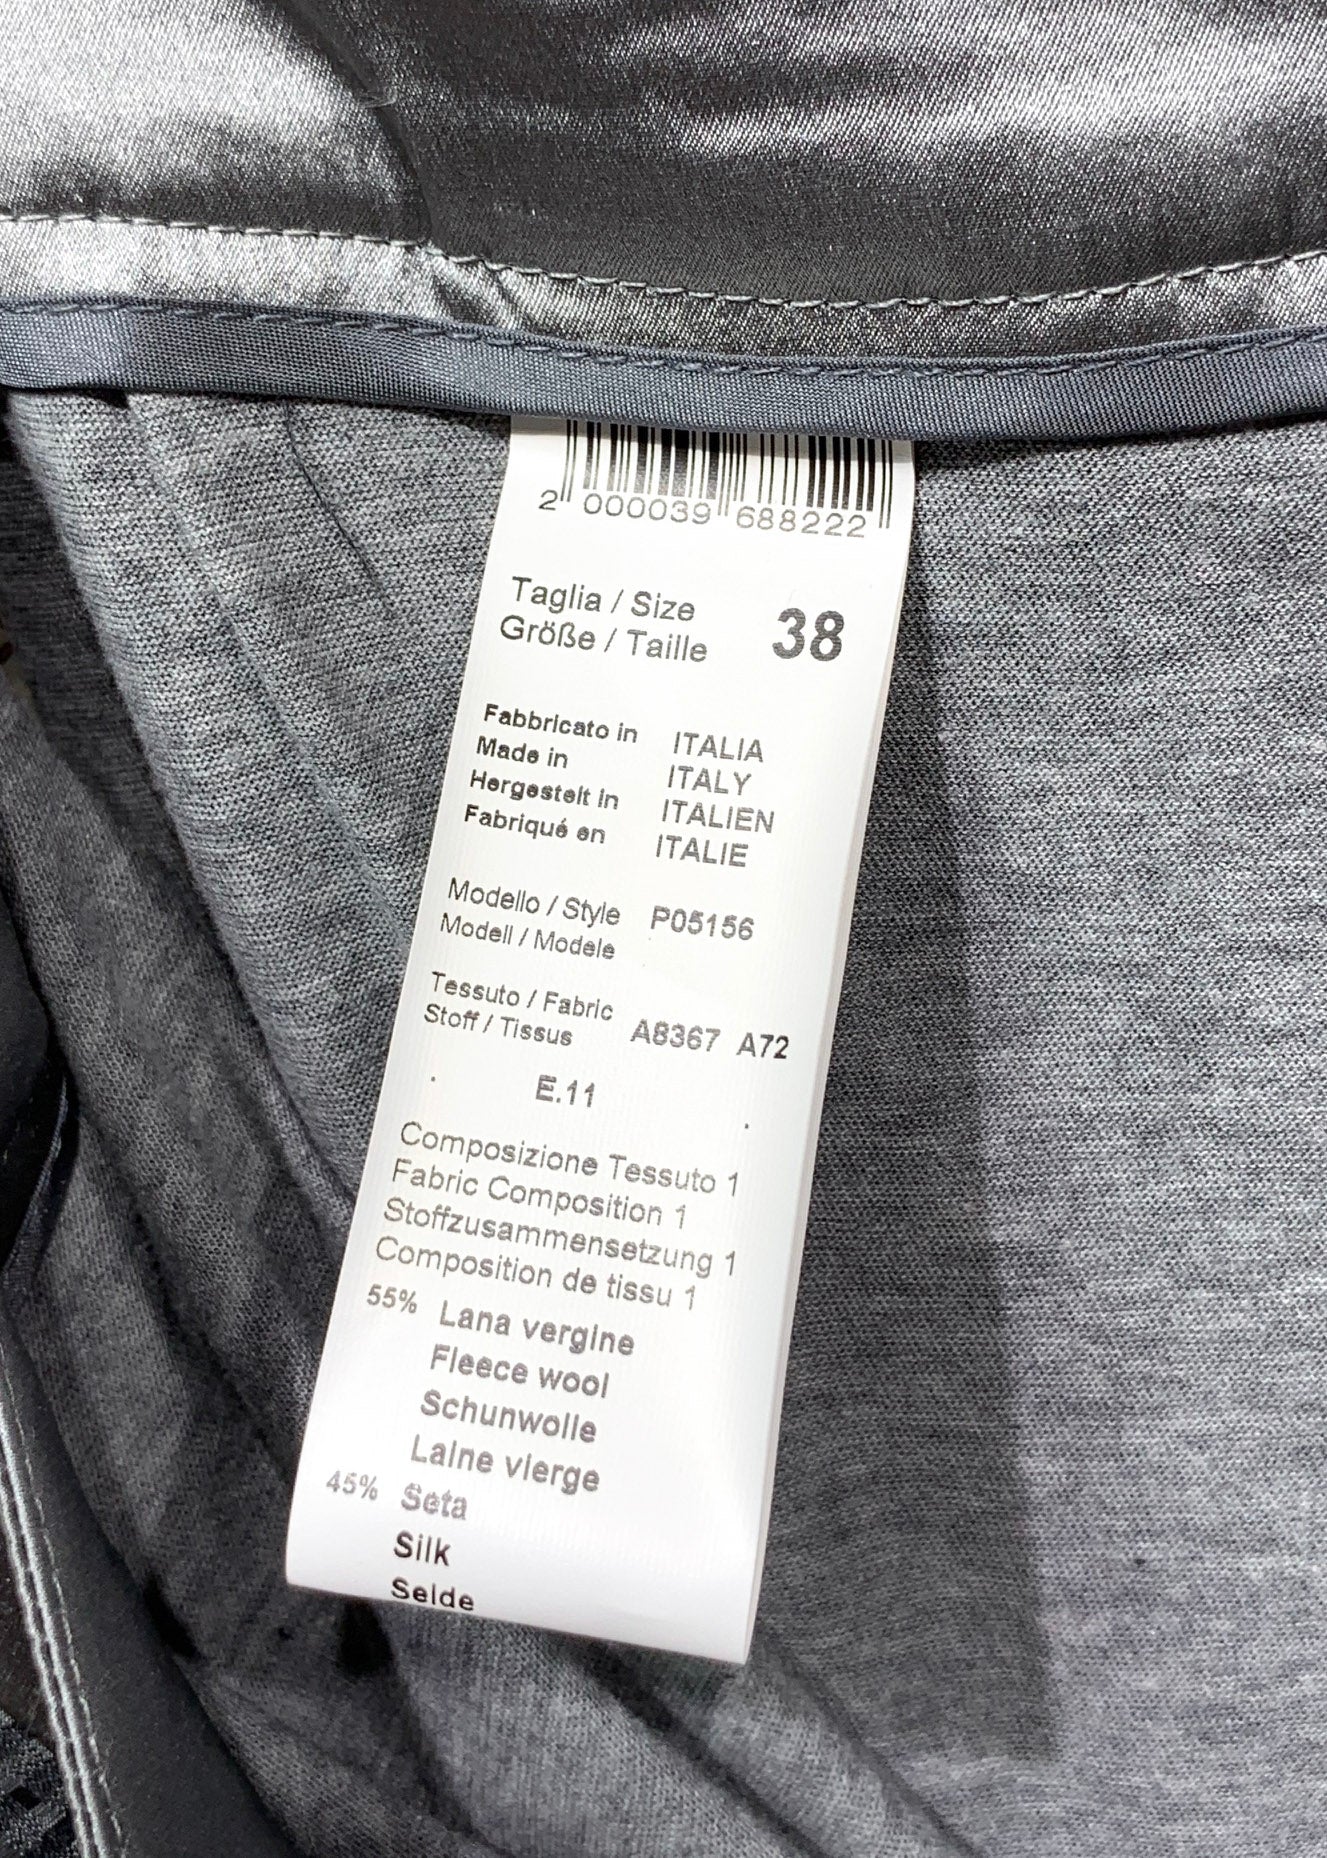 2 000039 688222
Taglia / Size
Größe / Taille 38
Fabbricato in ITALIA
Made in ITALY
Hergestelt in ITALIEN
Fabriqué en ITALIE
Modello / Style P05156
Modell / Modele
Tessuto / Fabric
Stoff / Tissus A8367 A72
E.11
Composizione Tessuto 1
Fabric Composition 1
Stoffzusammensetzung 1
Composition de tissu 1
55% Lana vergine
Fleece wool
Schunwolle
Laine vierge
45% Seta
Silk
Seide